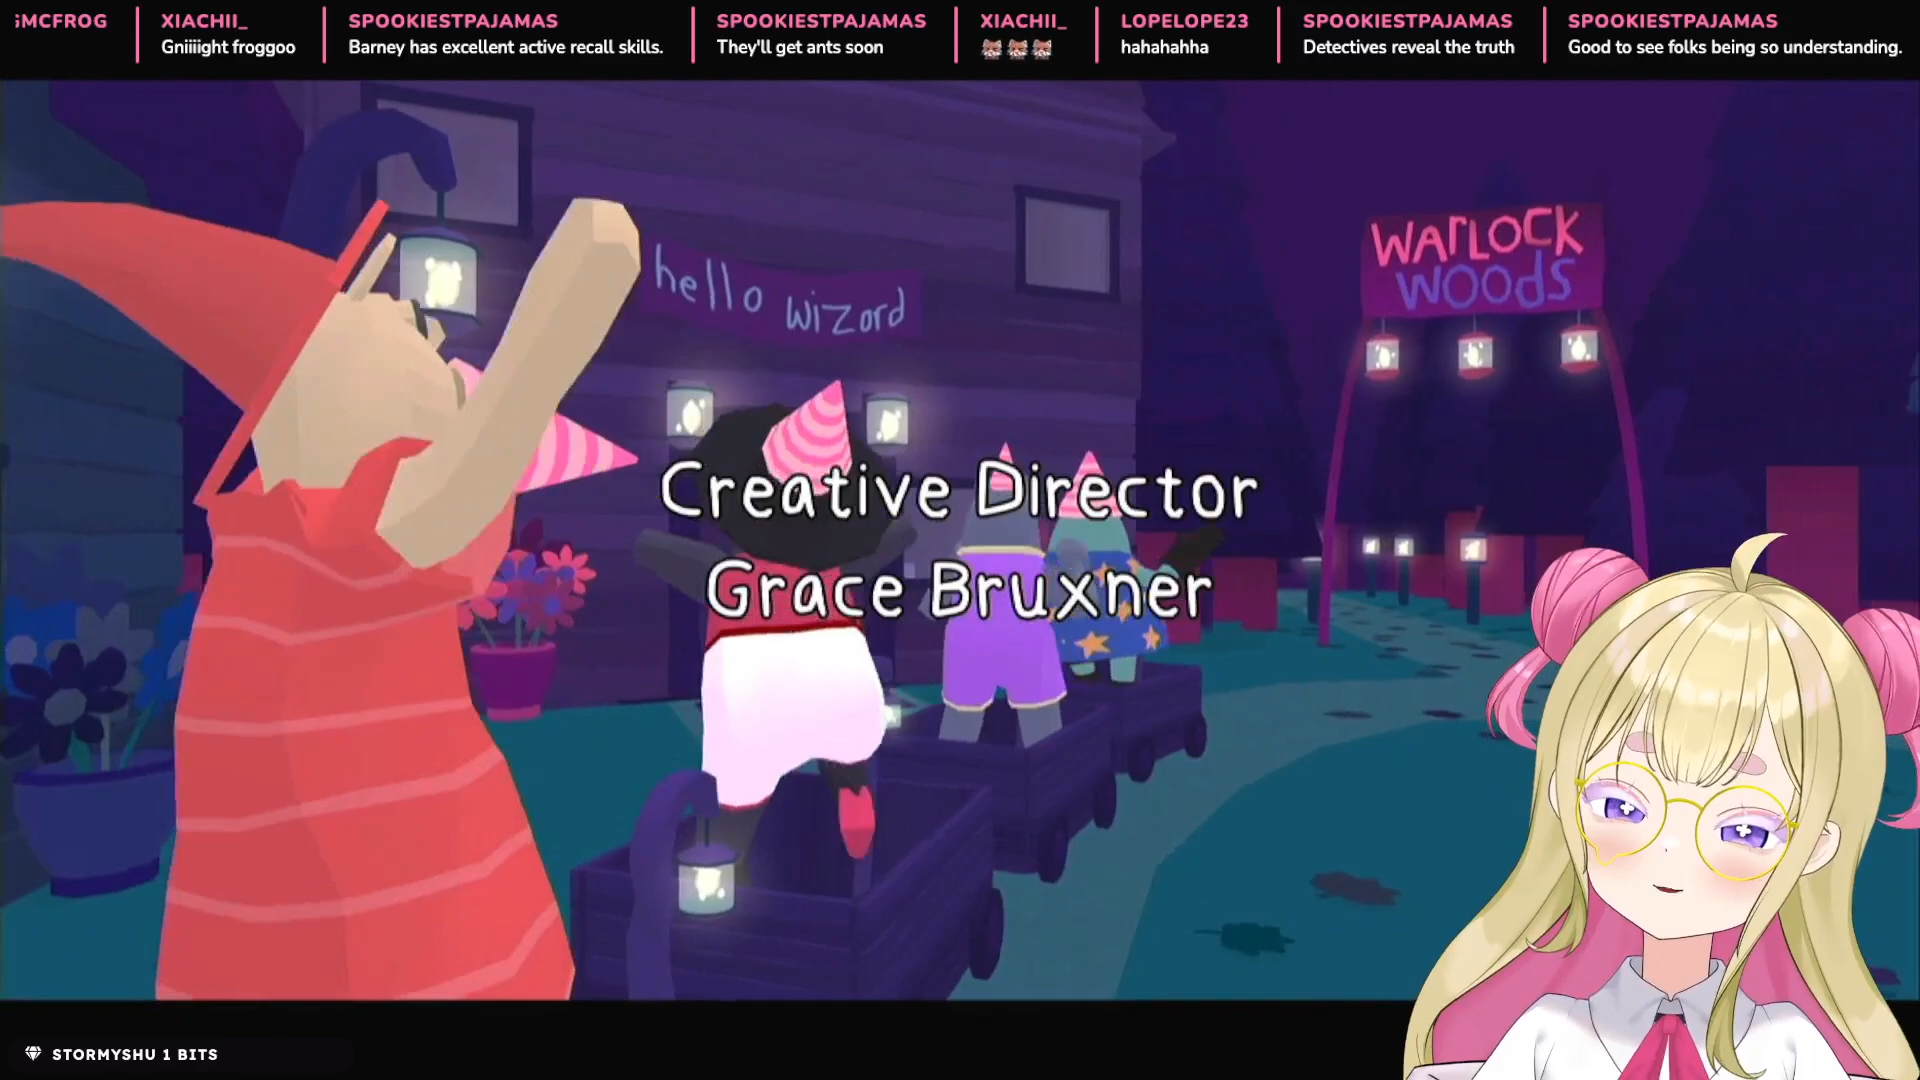 MCFROG
XIACHII_
Gniiiight froggoo
SPOOKIESTPAJAMAS
Barney has excellent active recall skills.
SPOOKIESTPAJAMAS
They'll get ants soon
XIACHII_
LOPELOPE23
hahahahha
SPOOKIESTPAJAMAS
Detectives reveal the truth
SPOOKIESTPAJAMAS
Good to see folks being so understanding.
WArLOCK
WOOdS
hello wizord
Creative Director
Grace Bruxner
STORMYSHU 1 BITS